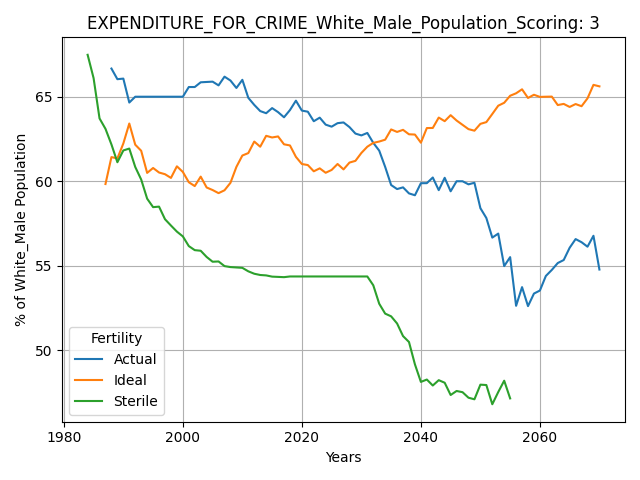 EXPENDITURE_FOR_CRIME_White_Male_Population_Scoring: 3
% of White_Male Population
65
60
55
50
Fertility
Actual
Ideal
Sterile
1980 2000 2020 2040 2060
Years